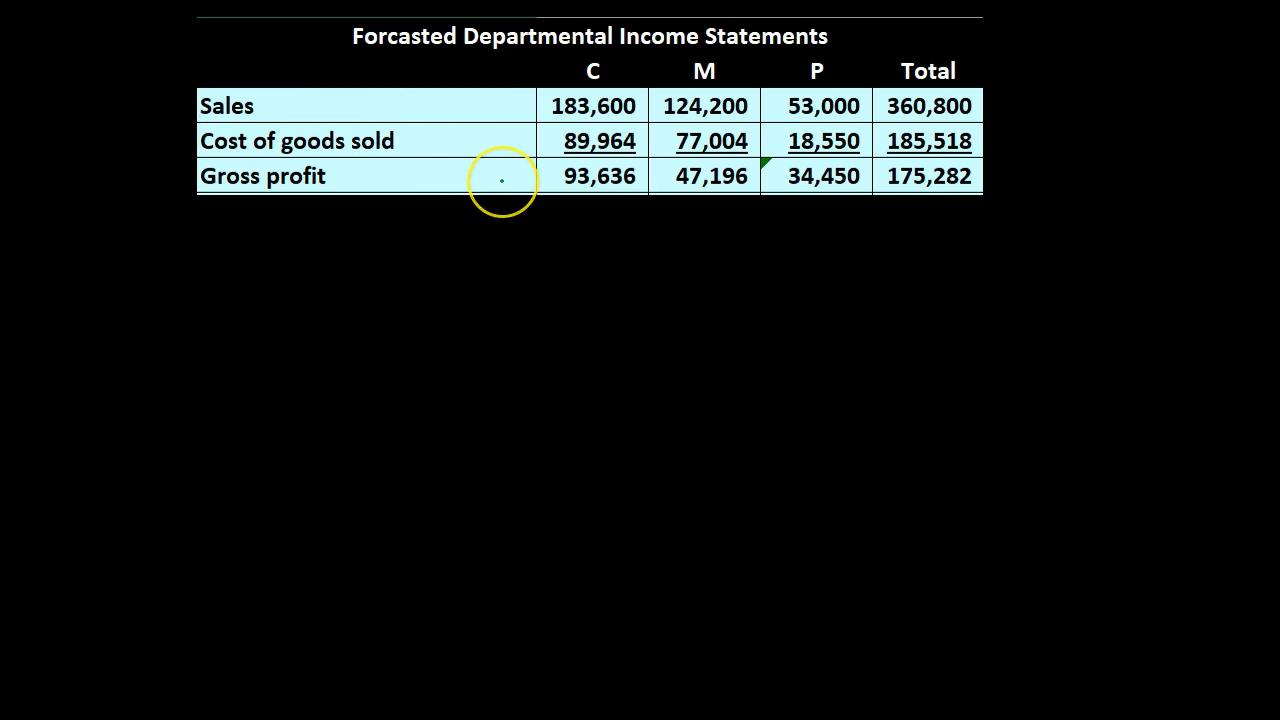 Forcasted Departmental Income Statements
C M P Total
Sales 183,600 124,200 53,000 360,800
Cost of goods sold 89,964 77,004 18,550 185,518
Gross profit 93,636 47,196 34,450 175,282